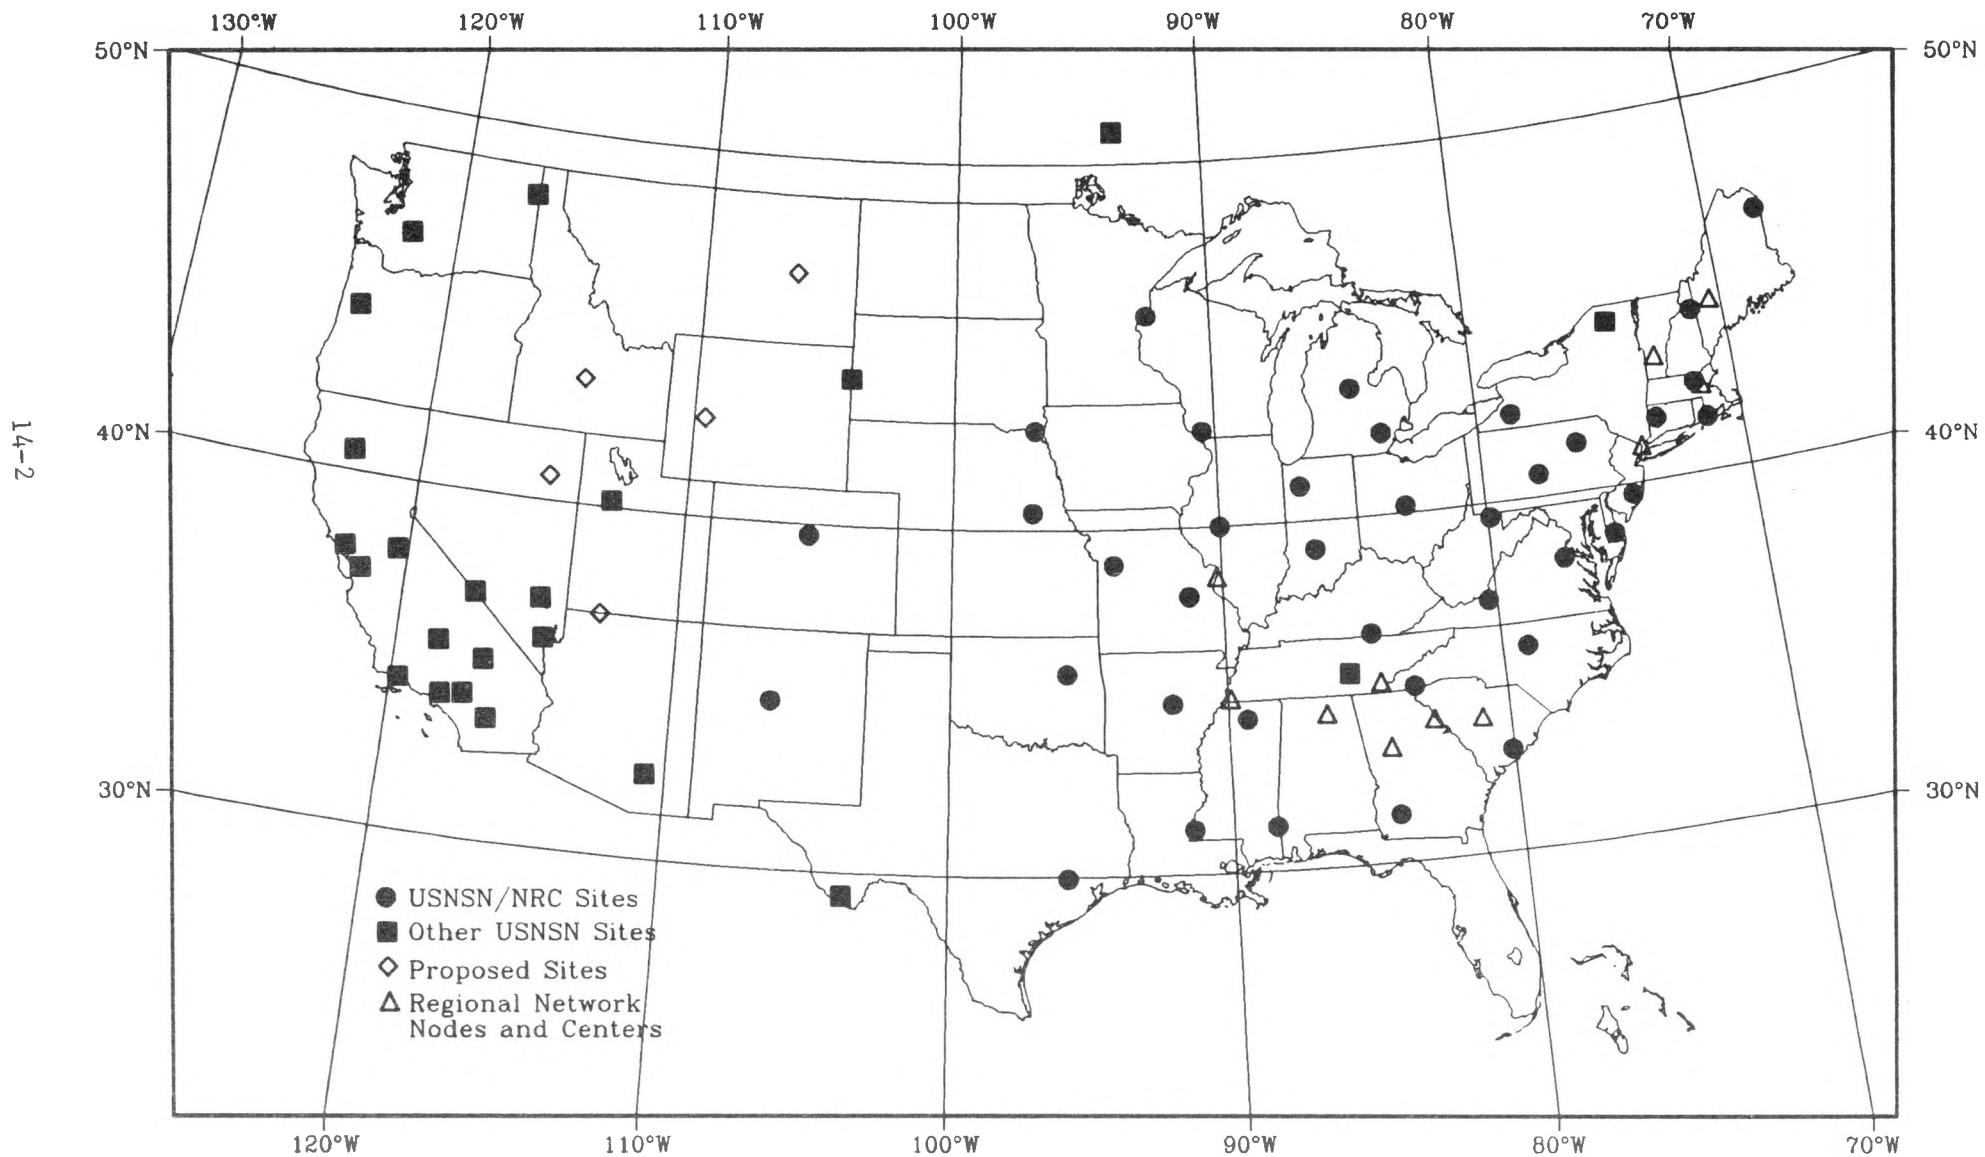 130°W 120°W 110°W 100°W 90°W 80°W 70°W
50°N 50°N
40°N 40°N
14-2
30°N 30°N
USNSN/NRC Sites
Other USNSN Sites
Proposed Sites
Regional Network
Nodes and Centers
120°W 110°W 100°W 90°W 80°W 70°W